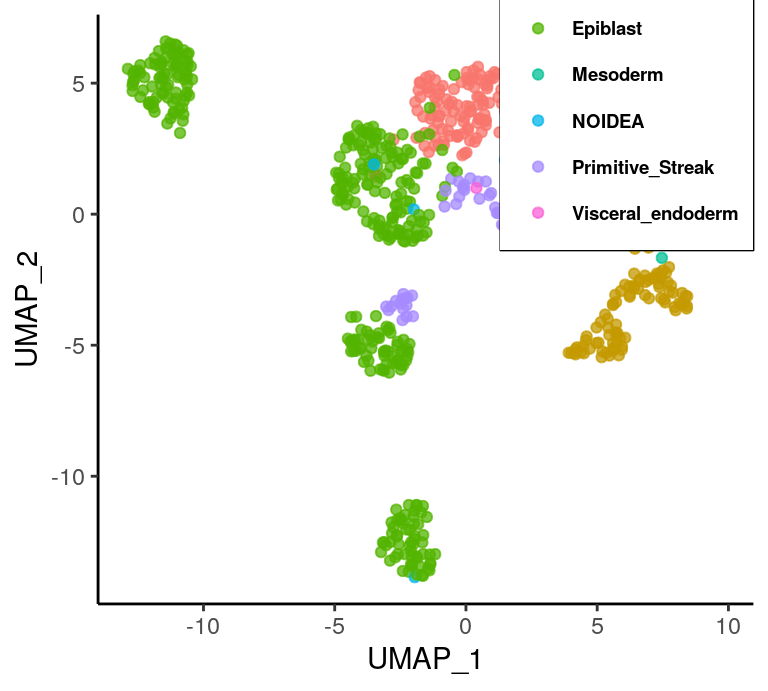 Epiblast
Mesoderm
NOIDEA
Primitive_Streak
Visceral_endoderm
5
0
-5
-10
UMAP_2
-10
-5
0
5
10
UMAP_1